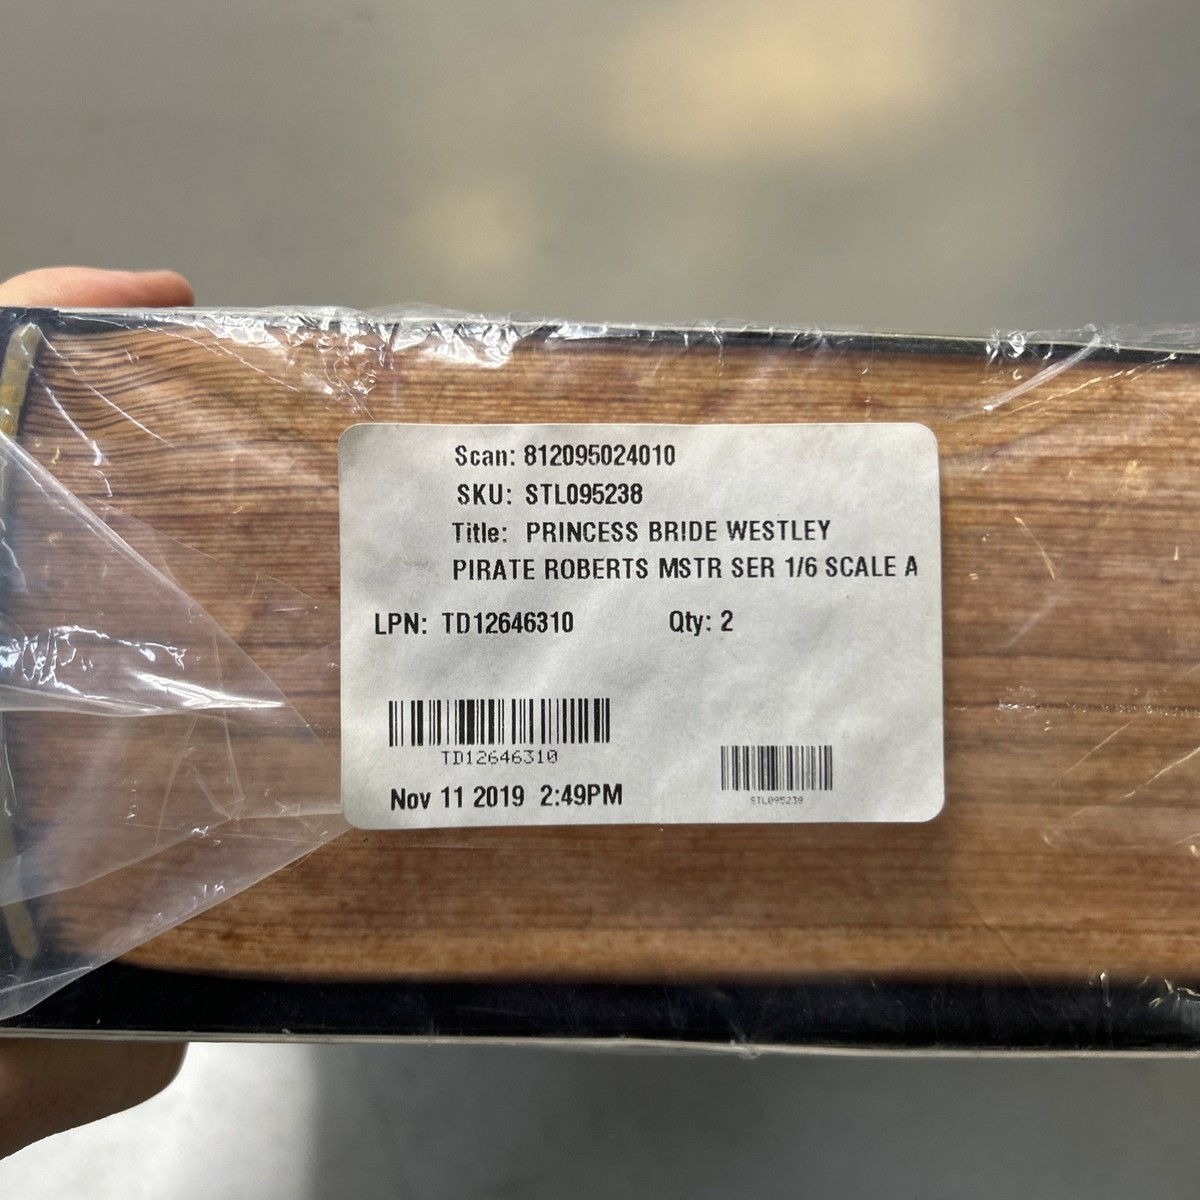 Scan: 812095024010
SKU: STL095238
Title: PRINCESS BRIDE WESTLEY
PIRATE ROBERTS MSTR SER 1/6 SCALE A
LPN: TD12646310 Qty: 2
TD12646310
STL095238
Nov 11 2019 2:49PM